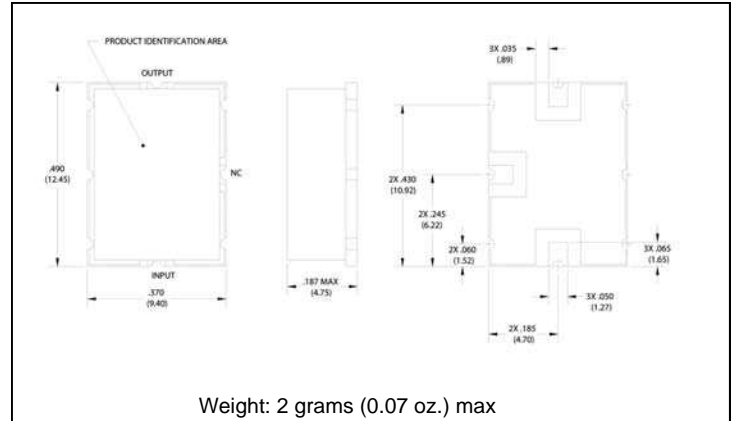 PRODUCT IDENTIFICATION AREA
OUTPUT
.490
(12.45)
NC
INPUT
.370
(9.40)
.187 MAX
(4.75)
3X .035
(.89)
2X .430
(10.92)
2X .245
(6.22)
2X .060
(1.52)
3X .065
(1.65)
3X .050
(1.27)
2X .185
(4.70)
Weight: 2 grams (0.07 oz.) max